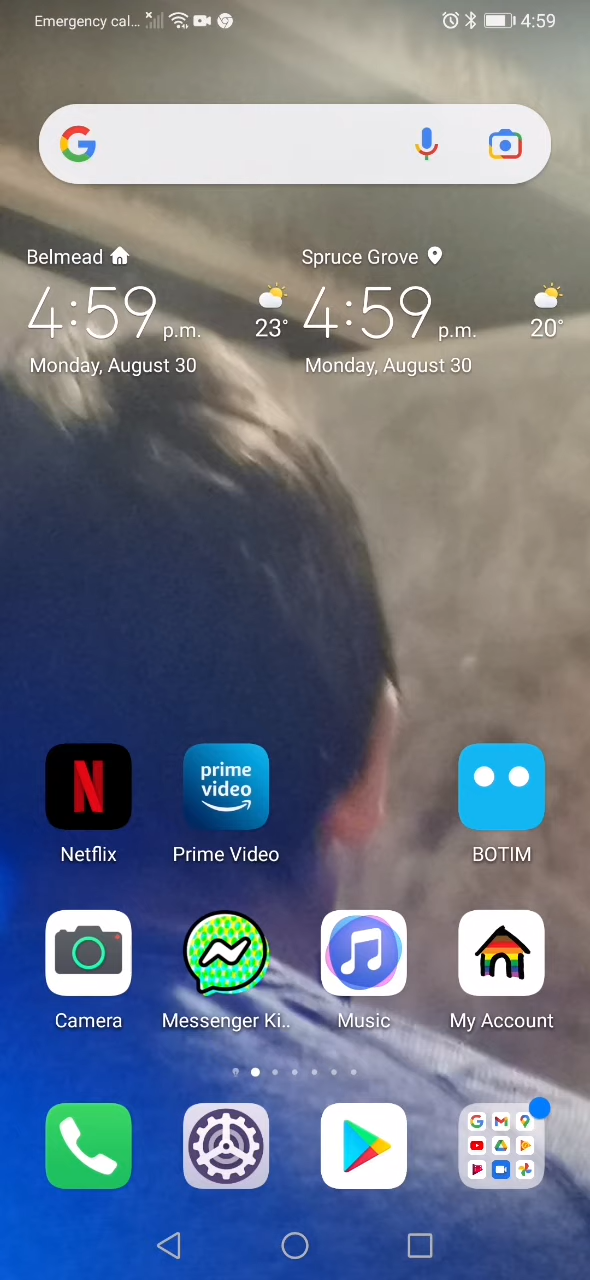 Emergency cal... 4:59
Belmead Spruce Grove
4:59 p.m. 23° 4:59 p.m. 20°
Monday, August 30 Monday, August 30
prime
video
Netflix Prime Video BOTIM
Camera Messenger Ki.. Music My Account